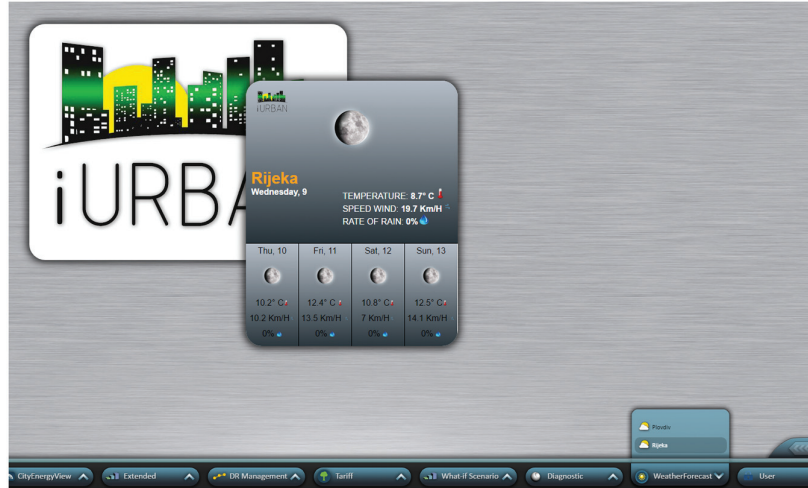 iURBA
iURBAN
Rijeka
Wednesday, 9
TEMPERATURE: 8.7° C
SPEED WIND: 19.7 Km/H
RATE OF RAIN: 0%
Thu, 10 Fri, 11 Sat, 12 Sun, 13
10.2° C 12.4° C 10.8° C 12.5° C
10.2 Km/H 13.5 Km/H 7 Km/H 14.1 Km/H
0% 0% 0% 0%
Plovdiv
Rijeka
CityEnergyView Extended DR Management Tariff What-if Scenario Diagnostic WeatherForecast User